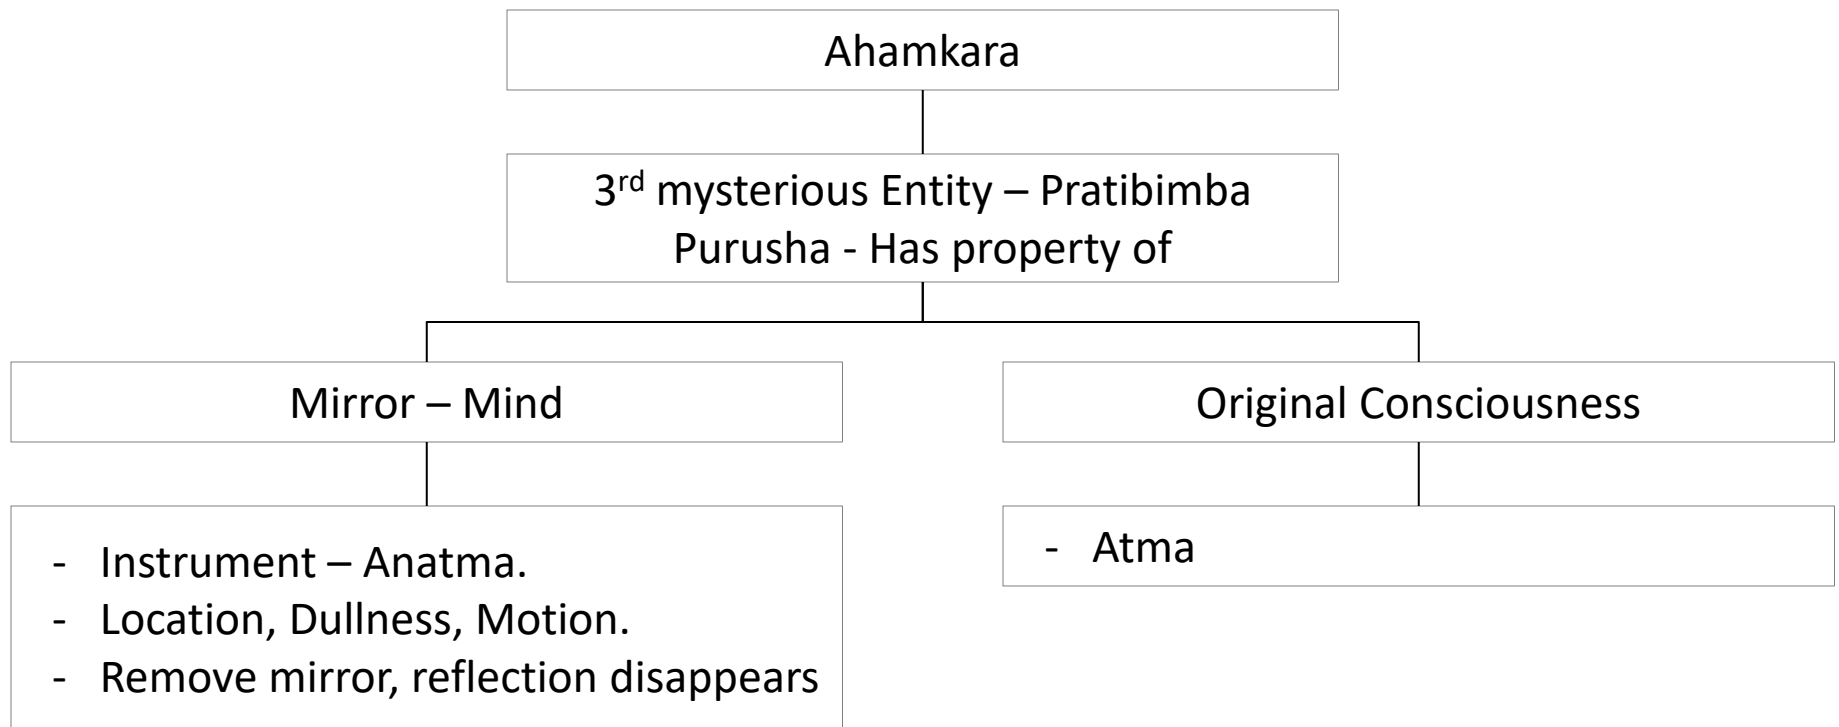 Ahamkara
3rd mysterious Entity – Pratibimba
Purusha - Has property of
Mirror – Mind
Original Consciousness
- Instrument – Anatma.
- Location, Dullness, Motion.
- Remove mirror, reflection disappears
- Atma